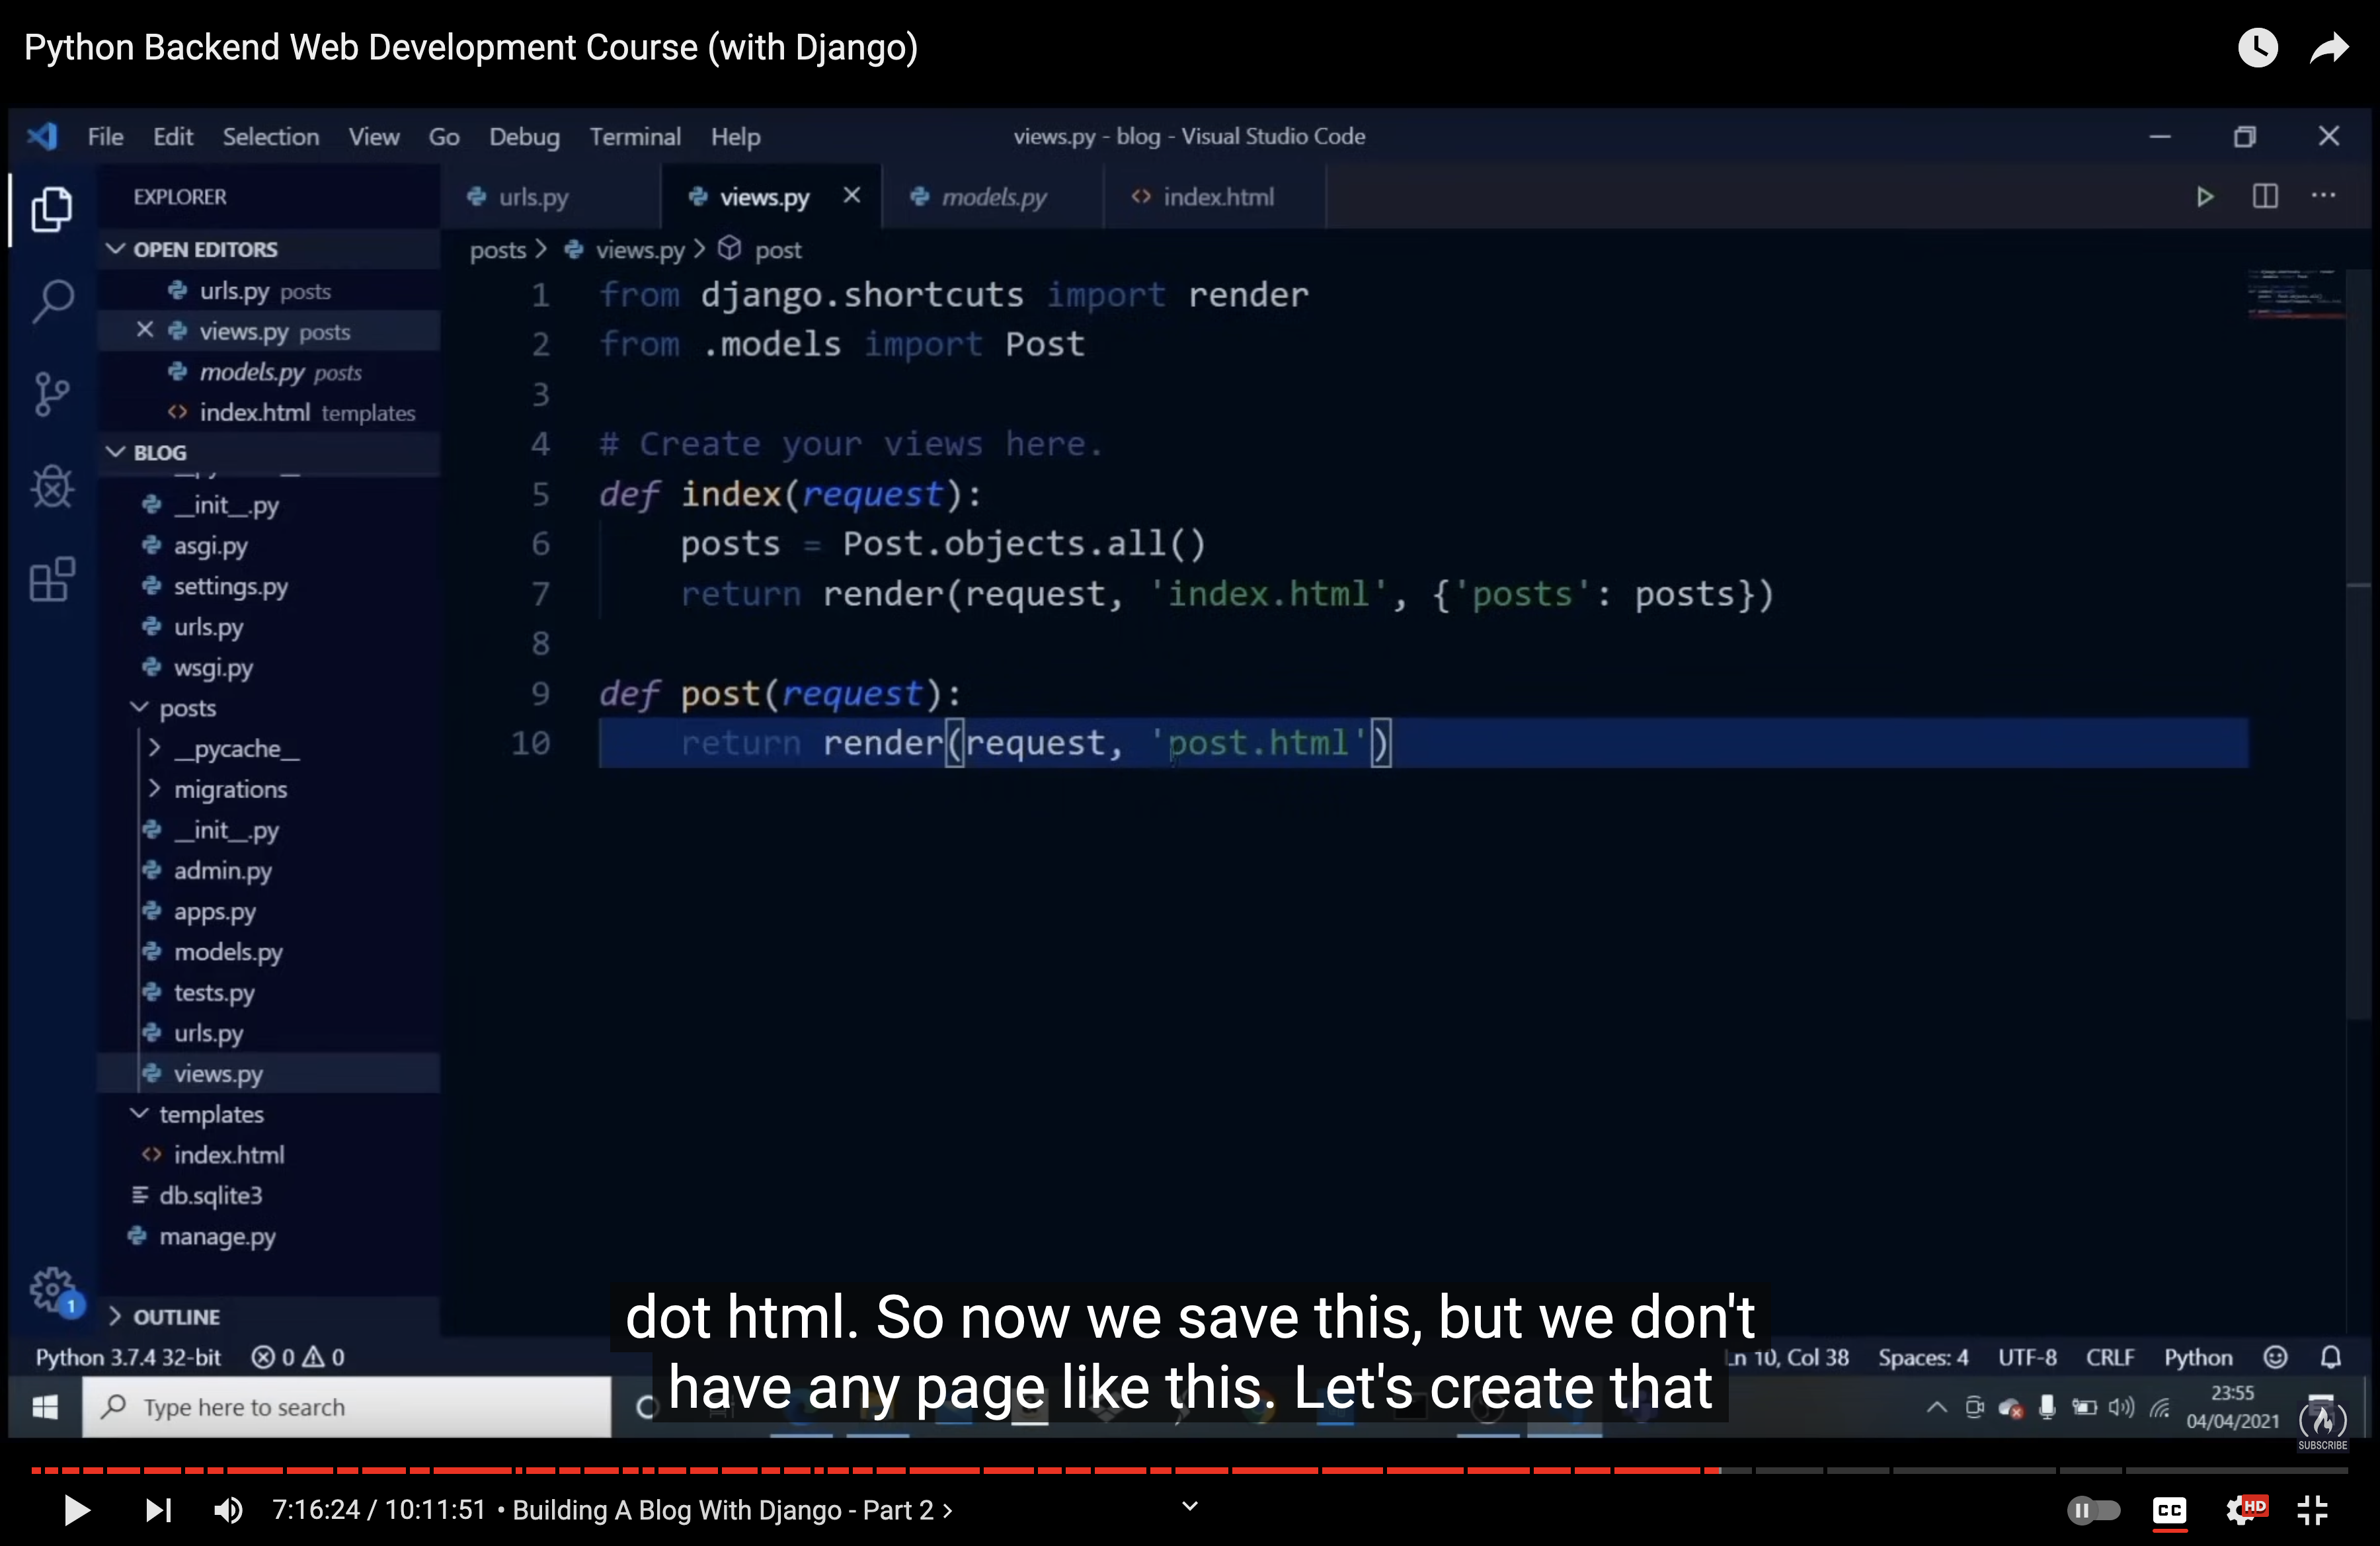 Python Backend Web Development Course (with Django)
File Edit Selection View Go Debug Terminal Help
views.py - blog - Visual Studio Code
EXPLORER
urls.py
views.py
models.py
index.html
OPEN EDITORS
urls.py posts
views.py posts
models.py posts
index.html templates
BLOG
__init__.py
asgi.py
settings.py
urls.py
wsgi.py
posts
__pycache__
migrations
__init__.py
admin.py
apps.py
models.py
tests.py
urls.py
views.py
templates
index.html
db.sqlite3
manage.py
OUTLINE
posts > views.py > post
1 from django.shortcuts import render
2 from .models import Post
3
4 # Create your views here.
5 def index(request):
6 posts = Post.objects.all()
7 return render(request, 'index.html', {'posts': posts})
8
9 def post(request):
10 return render(request, 'post.html')
dot html. So now we save this, but we don't
have any page like this. Let's create that
1
Python 3.7.4 32-bit 0 0
Ln 10, Col 38 Spaces: 4 UTF-8 CRLF Python
Type here to search
23:55
04/04/2021
SUBSCRIBE
7:16:24 / 10:11:51 • Building A Blog With Django - Part 2 >
CC
HD